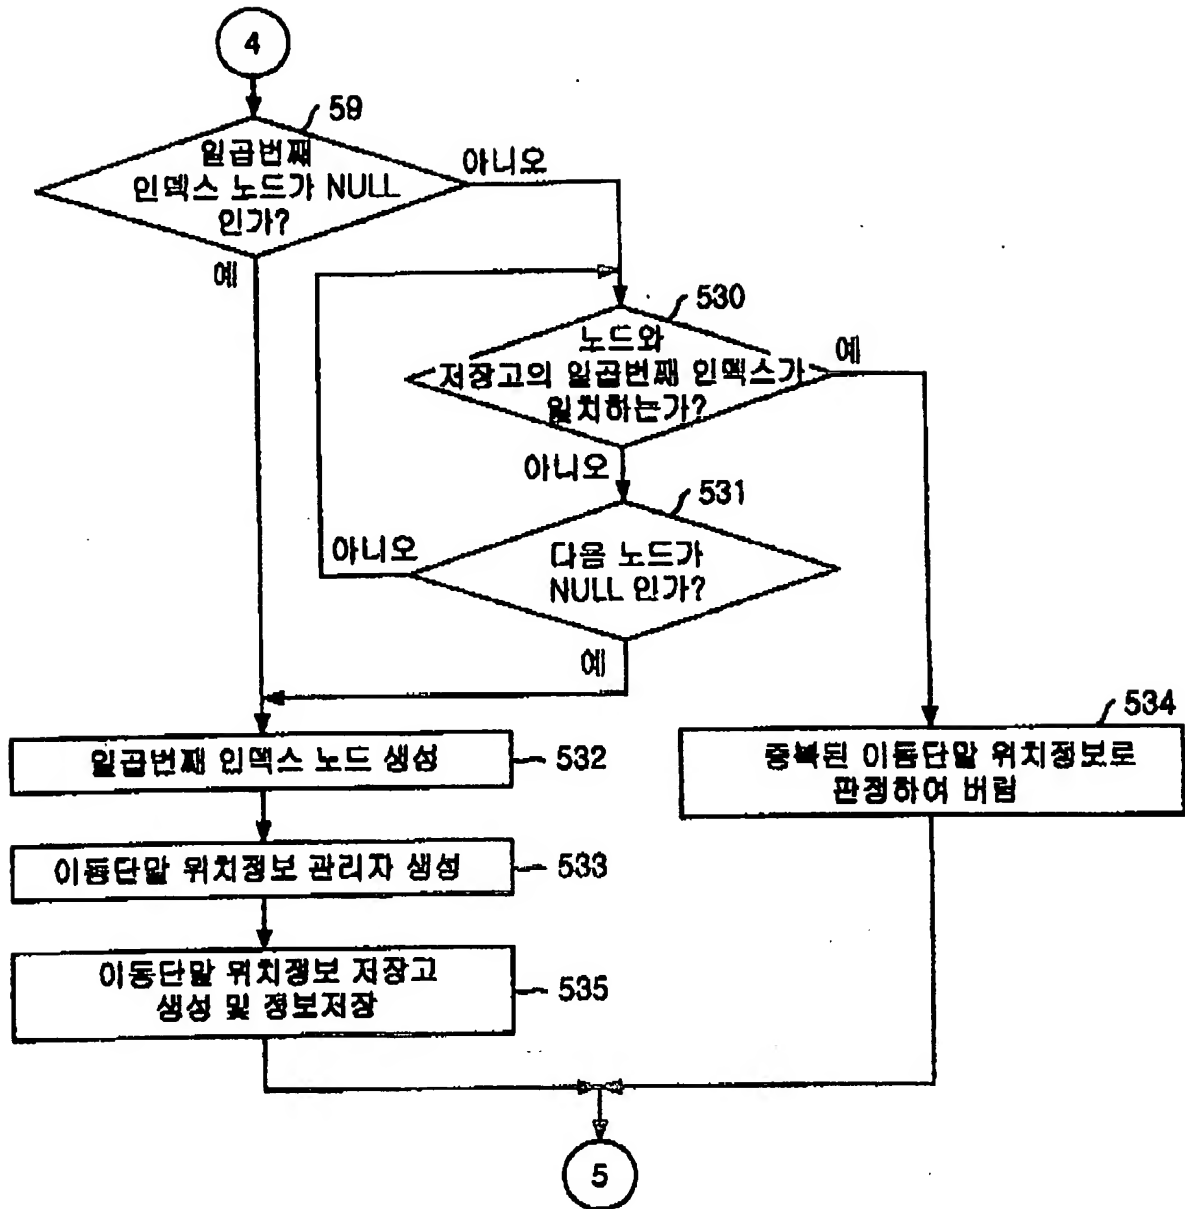 4
59
일곱번째
인덱스 노드가 NULL
인가?
아니오
예
530
노드와
저장고의 일곱번째 인덱스가
일치하는가?
예
아니오
531
다음 노드가
NULL 인가?
아니오
예
일곱번째 인덱스 노드 생성
532
534
중복된 이동단말 위치정보로
판정하여 버림
이동단말 위치정보 관리자 생성
533
이동단말 위치정보 저장고
생성 및 정보저장
535
5